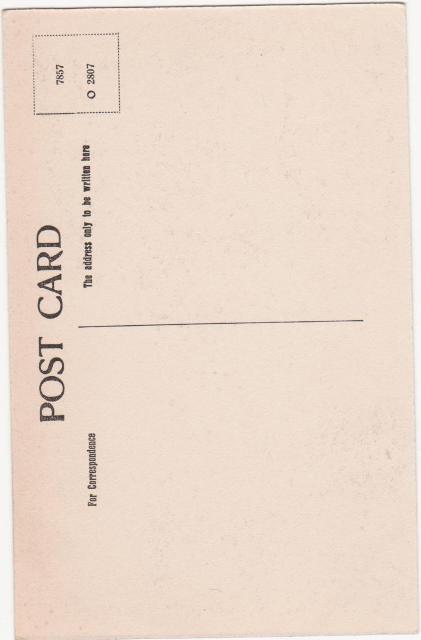 POST CARD
7857
O 2807
For Correspondence
The address only to be written here